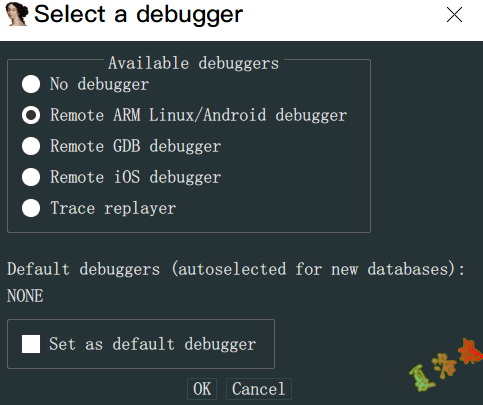 Select a debugger
Available debuggers
No debugger
Remote ARM Linux/Android debugger
Remote GDB debugger
Remote iOS debugger
Trace replayer
Default debuggers (autoselected for new databases):
NONE
Set as default debugger
OK Cancel